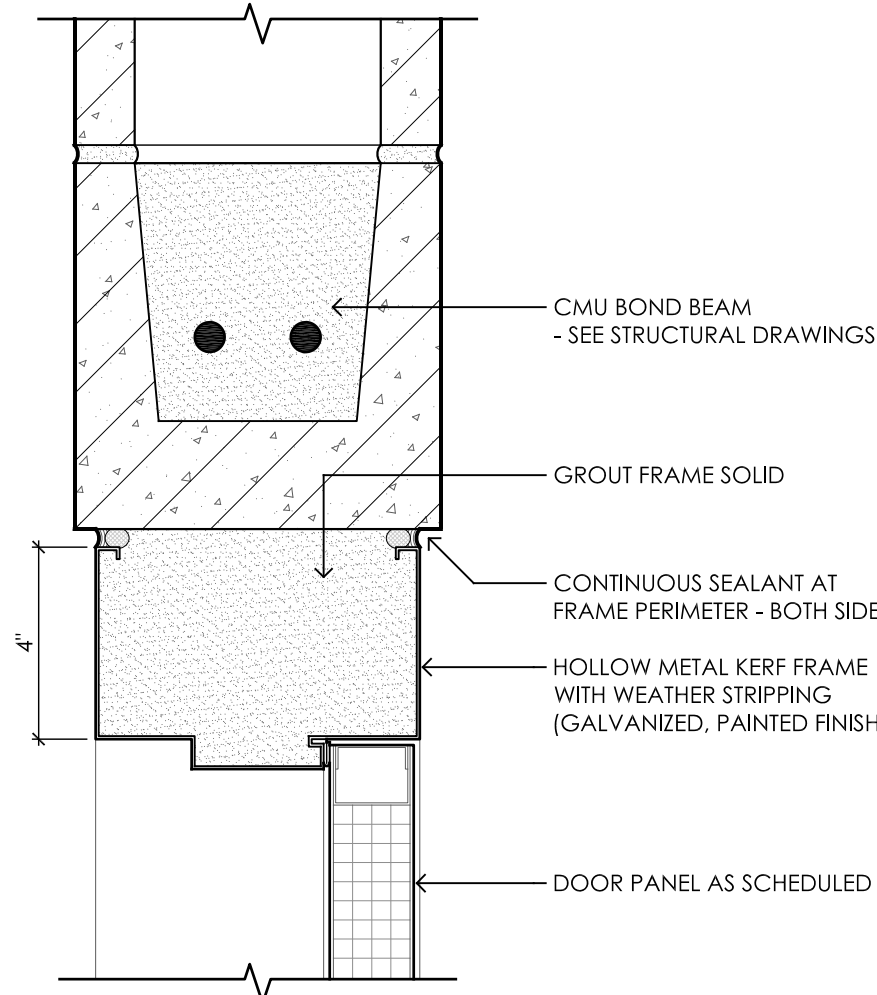 CMU BOND BEAM
- SEE STRUCTURAL DRAWINGS
GROUT FRAME SOLID
CONTINUOUS SEALANT AT
FRAME PERIMETER - BOTH SIDE
4"
HOLLOW METAL KERF FRAME
WITH WEATHER STRIPPING
(GALVANIZED, PAINTED FINISH
DOOR PANEL AS SCHEDULED